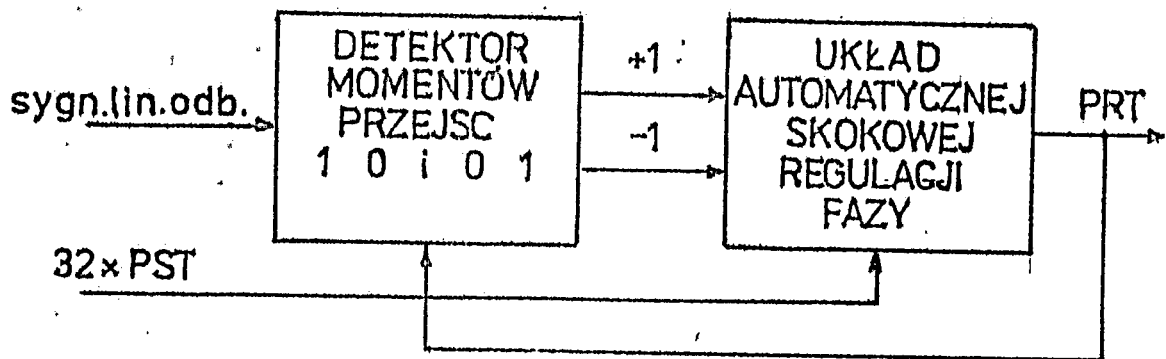 DETEKTOR
MOMENTÓW
PRZEJSC
1 0 i 0 1
sygn.lin.odb.
+1
-1
UKŁAD
AUTOMATYCZNEJ
SKOKOWEJ
REGULACJI
FAZY
PRT
32×PST